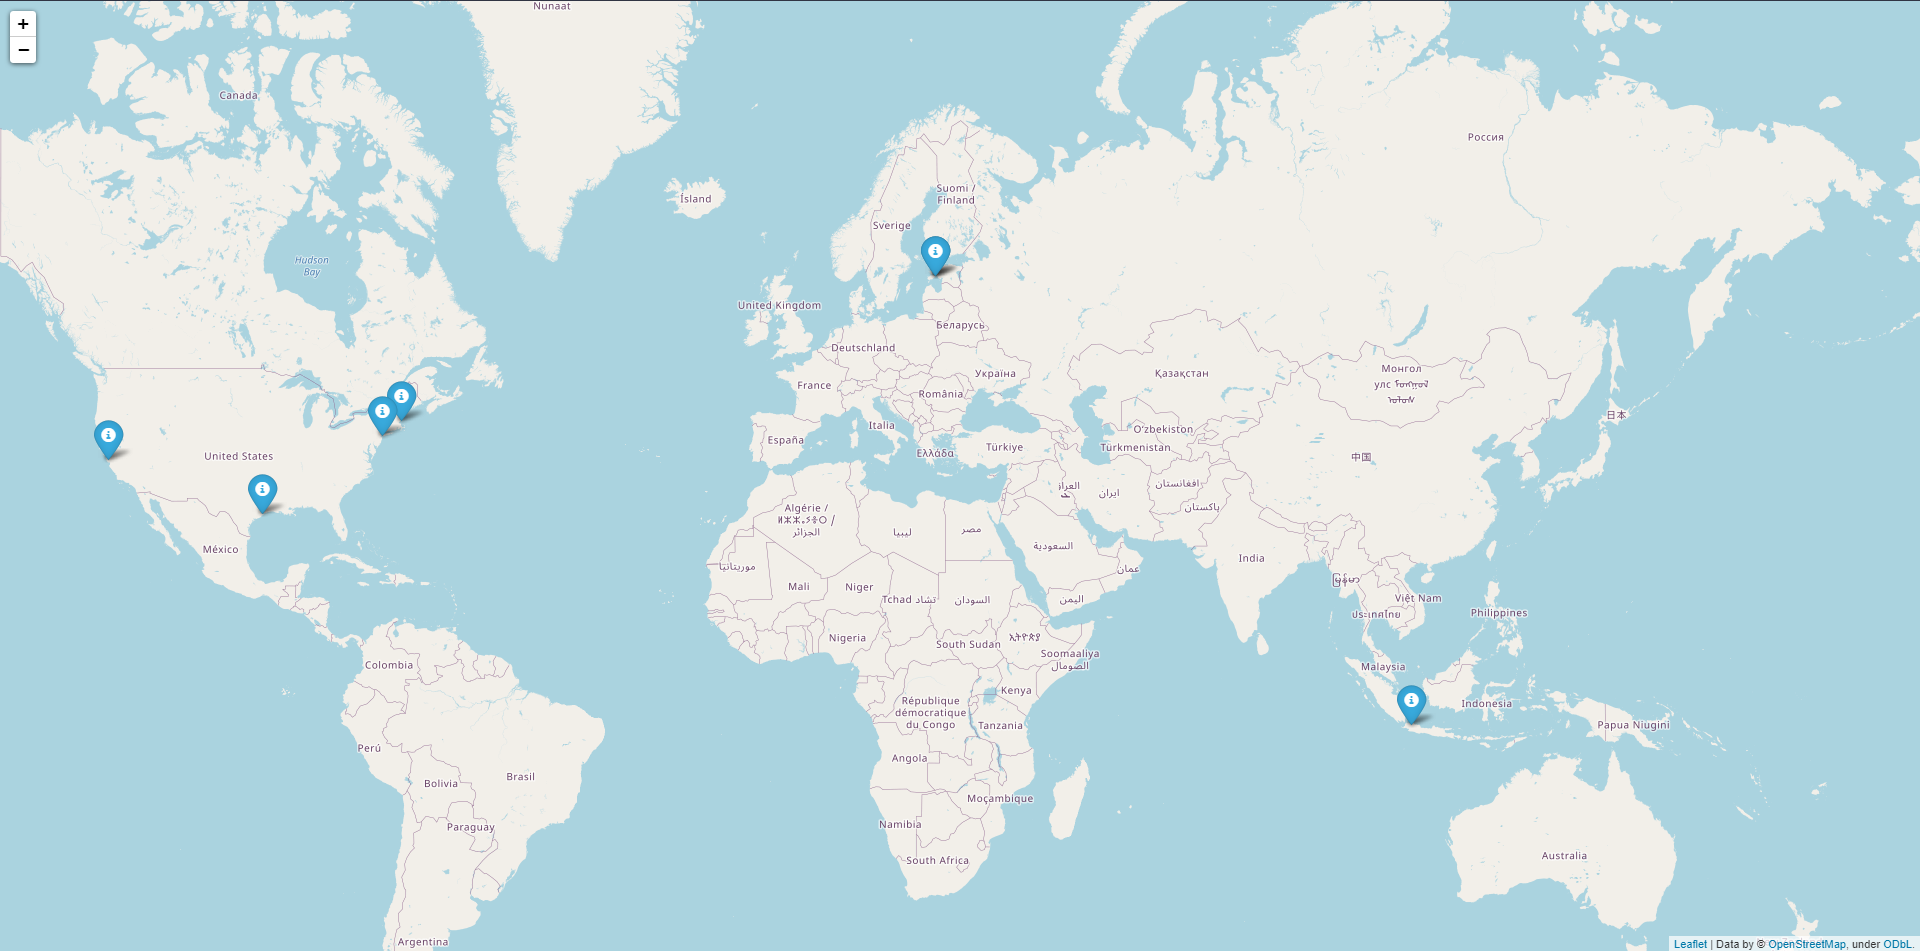 +
−
Nunaat
Canada
Россия
Ísland
Suomi /
Finland
Sverige
Hudson
Bay
United Kingdom
Беларусь
Deutschland
Україна
Қазақстан
Монгол
улс
France
România
日本
Italia
España
O'zbekiston
Türkiye
Türkmenistan
Ελλάδα
United States
中国
افغانستان
العراق
ایران
پاکستان
Algérie /
ⵍⵣⵣⴰⵢⴻⵔ /
الجزائر
ليبيا
مصر
México
السعودية
India
موريتانيا
عمان
မြန်မာ
Mali
Niger
Tchad تشاد
السودان
اليمن
Việt Nam
ประเทศไทย
Philippines
Nigeria
South Sudan
ኢትዮጵያ
Soomaaliya
الصومال
Colombia
Malaysia
Kenya
République
démocratique
du Congo
Indonesia
Tanzania
Papua Niugini
Perú
Angola
Bolivia
Brasil
Moçambique
Namibia
Paraguay
South Africa
Australia
Argentina
Leaflet | Data by © OpenStreetMap, under ODbL.